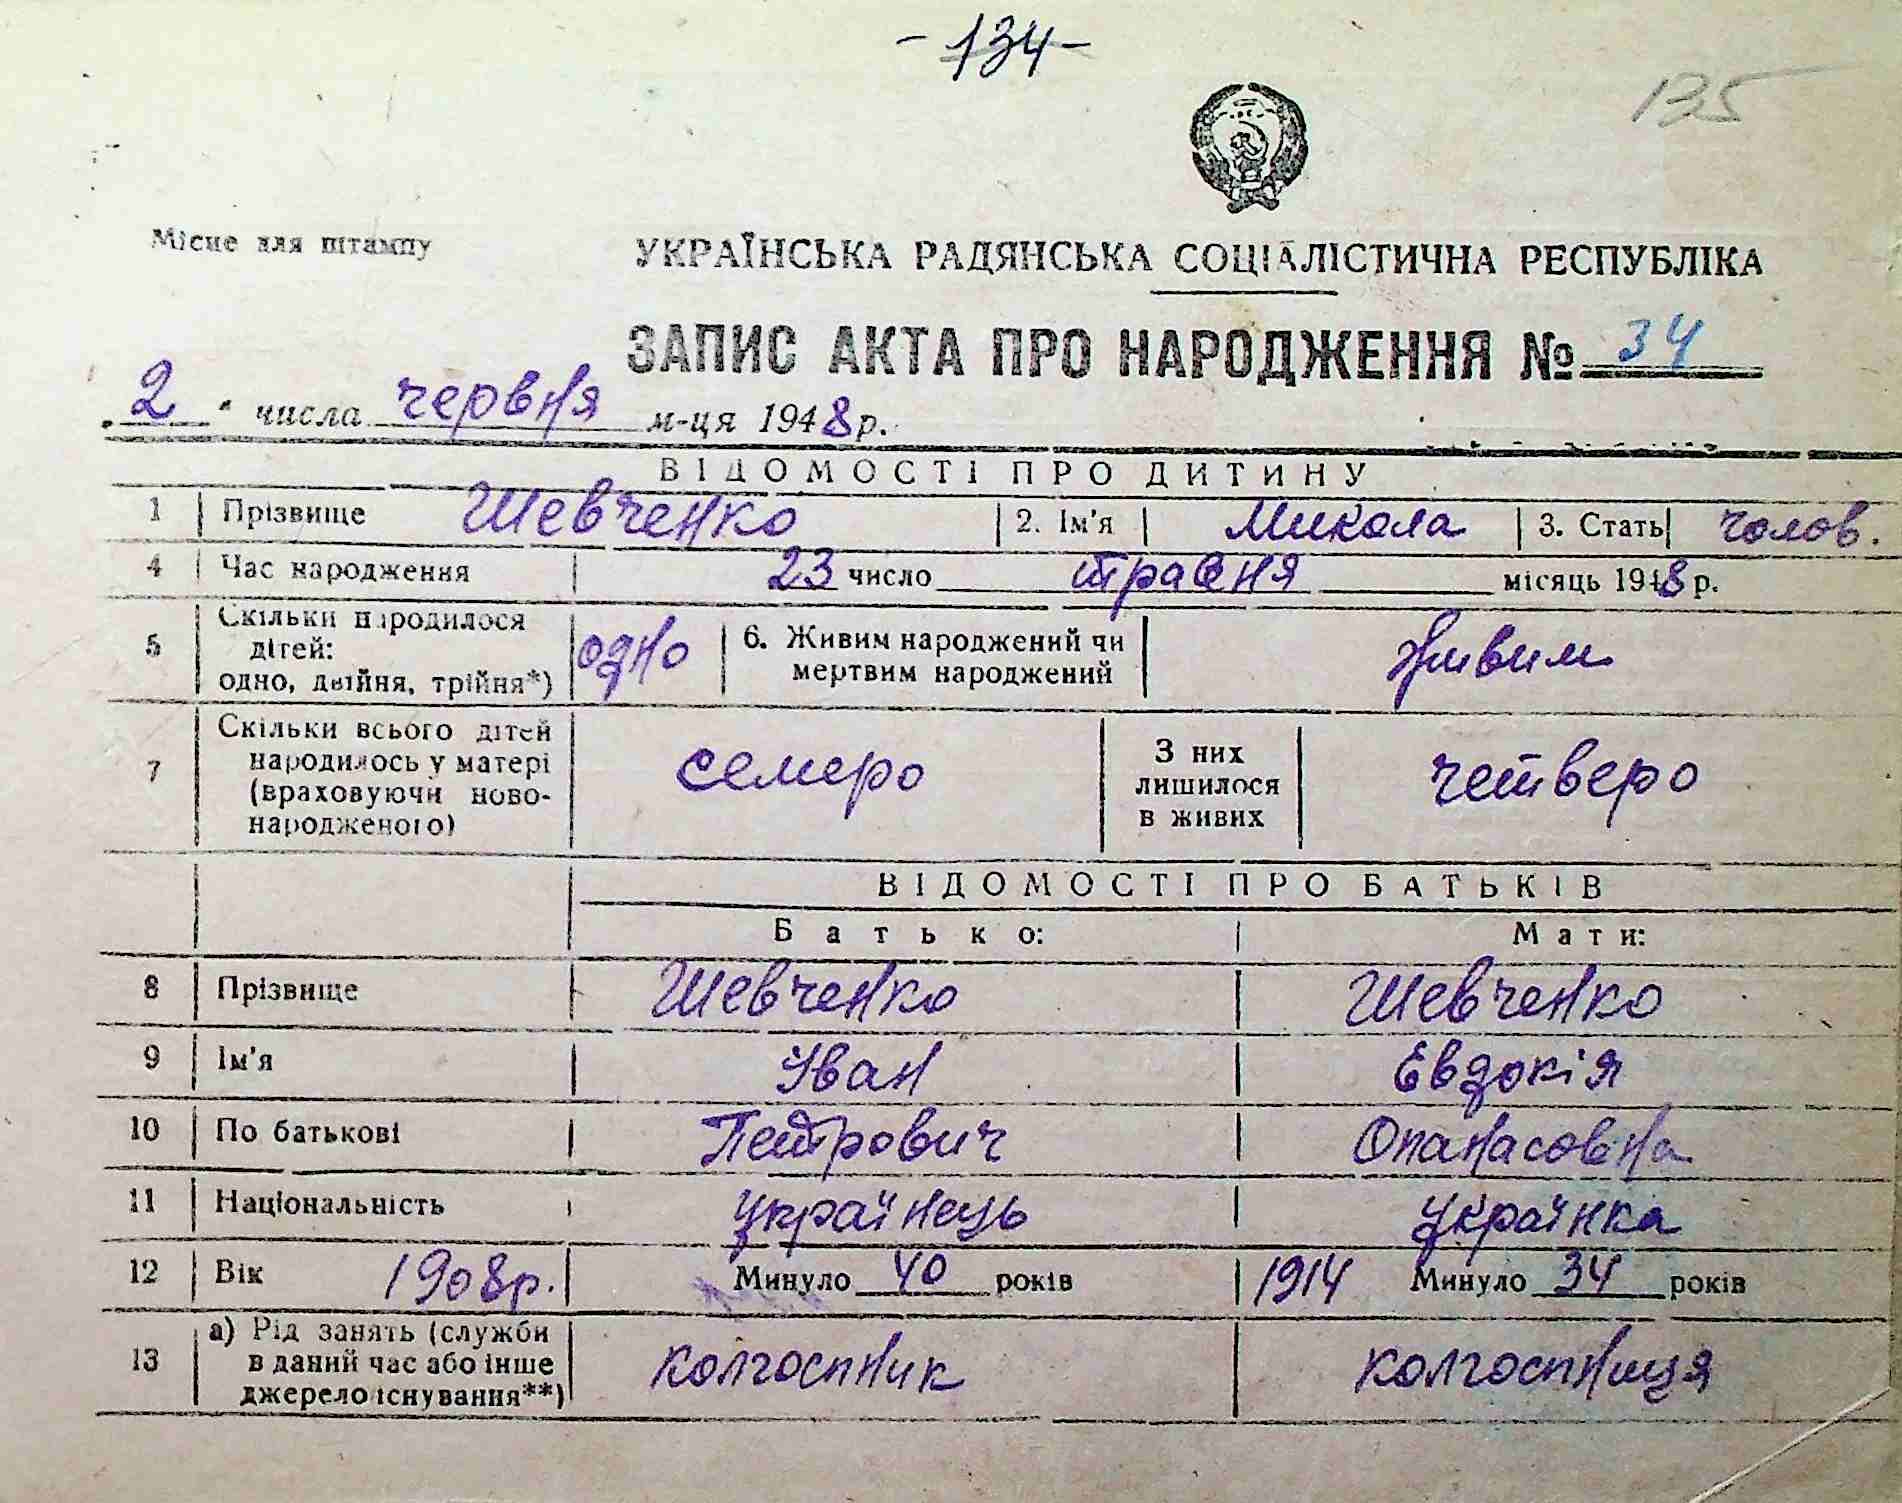 - 134 -
135
Місце для штампу
УКРАЇНСЬКА РАДЯНСЬКА СОЦІАЛІСТИЧНА РЕСПУБЛІКА
ЗАПИС АКТА ПРО НАРОДЖЕННЯ № 34
„2" числа червня м-ця 1948 р.
ВІДОМОСТІ ПРО ДИТИНУ
1 Прізвище Шевченко 2. Ім'я Микола 3. Стать чолов.
4 Час народження 23 число травня місяць 1948 р.
5 Скільки народилося дітей: одно, двійня, трійня*) одно 6. Живим народжений чи мертвим народжений живим
7 Скільки всього дітей народилось у матері (враховуючи ново-народженого) семеро З них лишилося в живих четверо
ВІДОМОСТІ ПРО БАТЬКІВ
Батько: Мати:
8 Прізвище Шевченко Шевченко
9 Ім'я Іван Евдокія
10 По батькові Петрович Опанасовна
11 Національність українець українка
12 Вік 1908р. Минуло 40 років 1914 Минуло 34 років
13 а) Рід занять (служби в даний час або інше джерело існування**) колгоспник колгоспниця